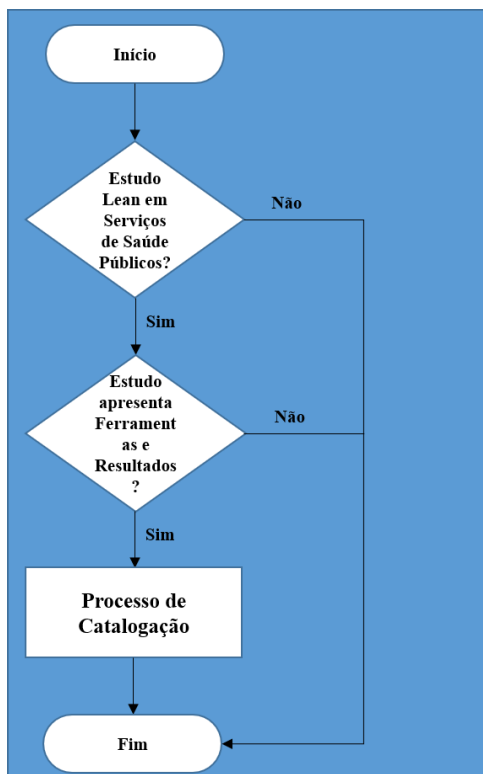 Início
Estudo
Lean em
Serviços
de Saúde
Públicos?
Não
Sim
Estudo
apresenta
Ferrament
as e
Resultados
?
Não
Sim
Processo de
Catalogação
Fim